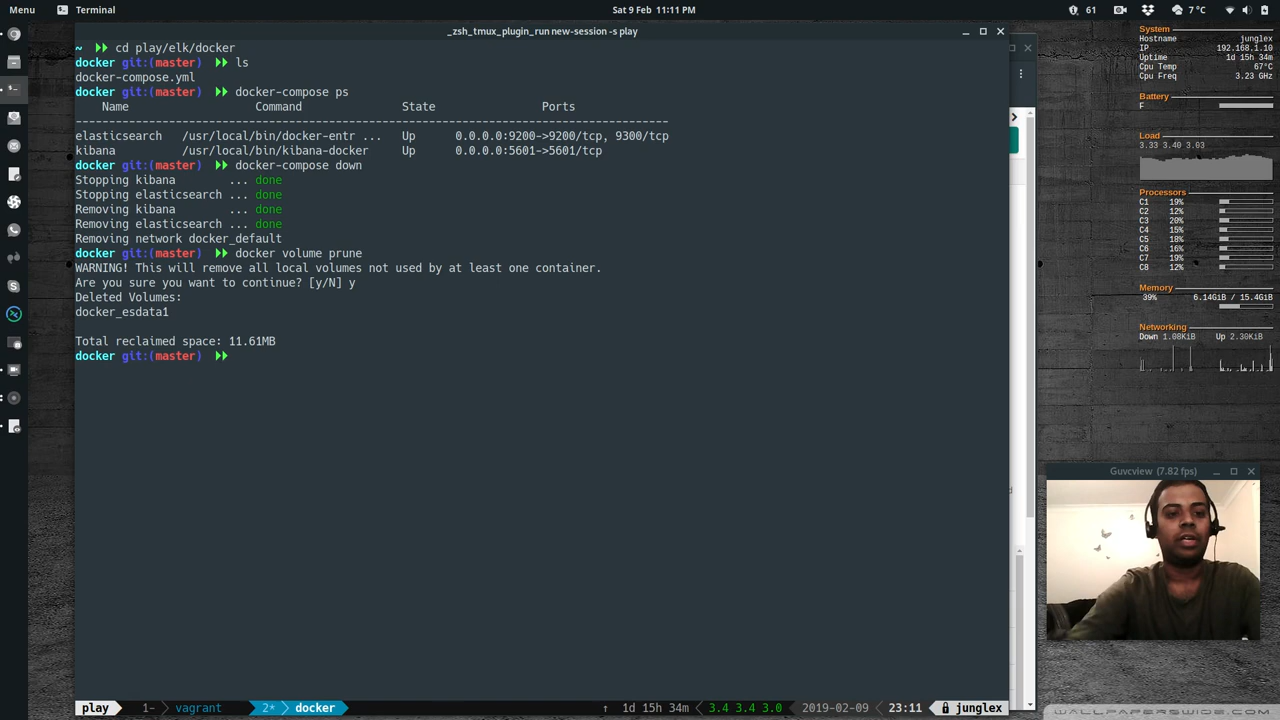 Menu Terminal Sat 9 Feb 11:11 PM 61 7°C
_zsh_tmux_plugin_run new-session -s play
~ cd play/elk/docker
docker git:(master) ls
docker-compose.yml
docker git:(master) docker-compose ps
Name Command State Ports
--------------------------------------------------------------------------------
elasticsearch /usr/local/bin/docker-entr ... Up 0.0.0.0:9200->9200/tcp, 9300/tcp
kibana /usr/local/bin/kibana-docker Up 0.0.0.0:5601->5601/tcp
docker git:(master) docker-compose down
Stopping kibana ... done
Stopping elasticsearch ... done
Removing kibana ... done
Removing elasticsearch ... done
Removing network docker_default
docker git:(master) docker volume prune
WARNING! This will remove all local volumes not used by at least one container.
Are you sure you want to continue? [y/N] y
Deleted Volumes:
docker_esdata1
Total reclaimed space: 11.61MB
docker git:(master)
play 1- vagrant 2* docker ↑ 1d 15h 34m 3.4 3.4 3.0 2019-02-09 23:11 junglex
System
Hostname junglex
IP 192.168.1.10
Uptime 1d 15h 34m
Cpu Temp 67°C
Cpu Freq 3.23 GHz
Battery
F
Load
3.33 3.40 3.03
Processors
C1 19%
C2 12%
C3 20%
C4 15%
C5 18%
C6 16%
C7 19%
C8 12%
Memory
39% 6.14GiB / 15.4GiB
Networking
Down 1.08KiB Up 2.30KiB
Guvcview (7.82 fps)
WALLPAPERSWIDE.COM